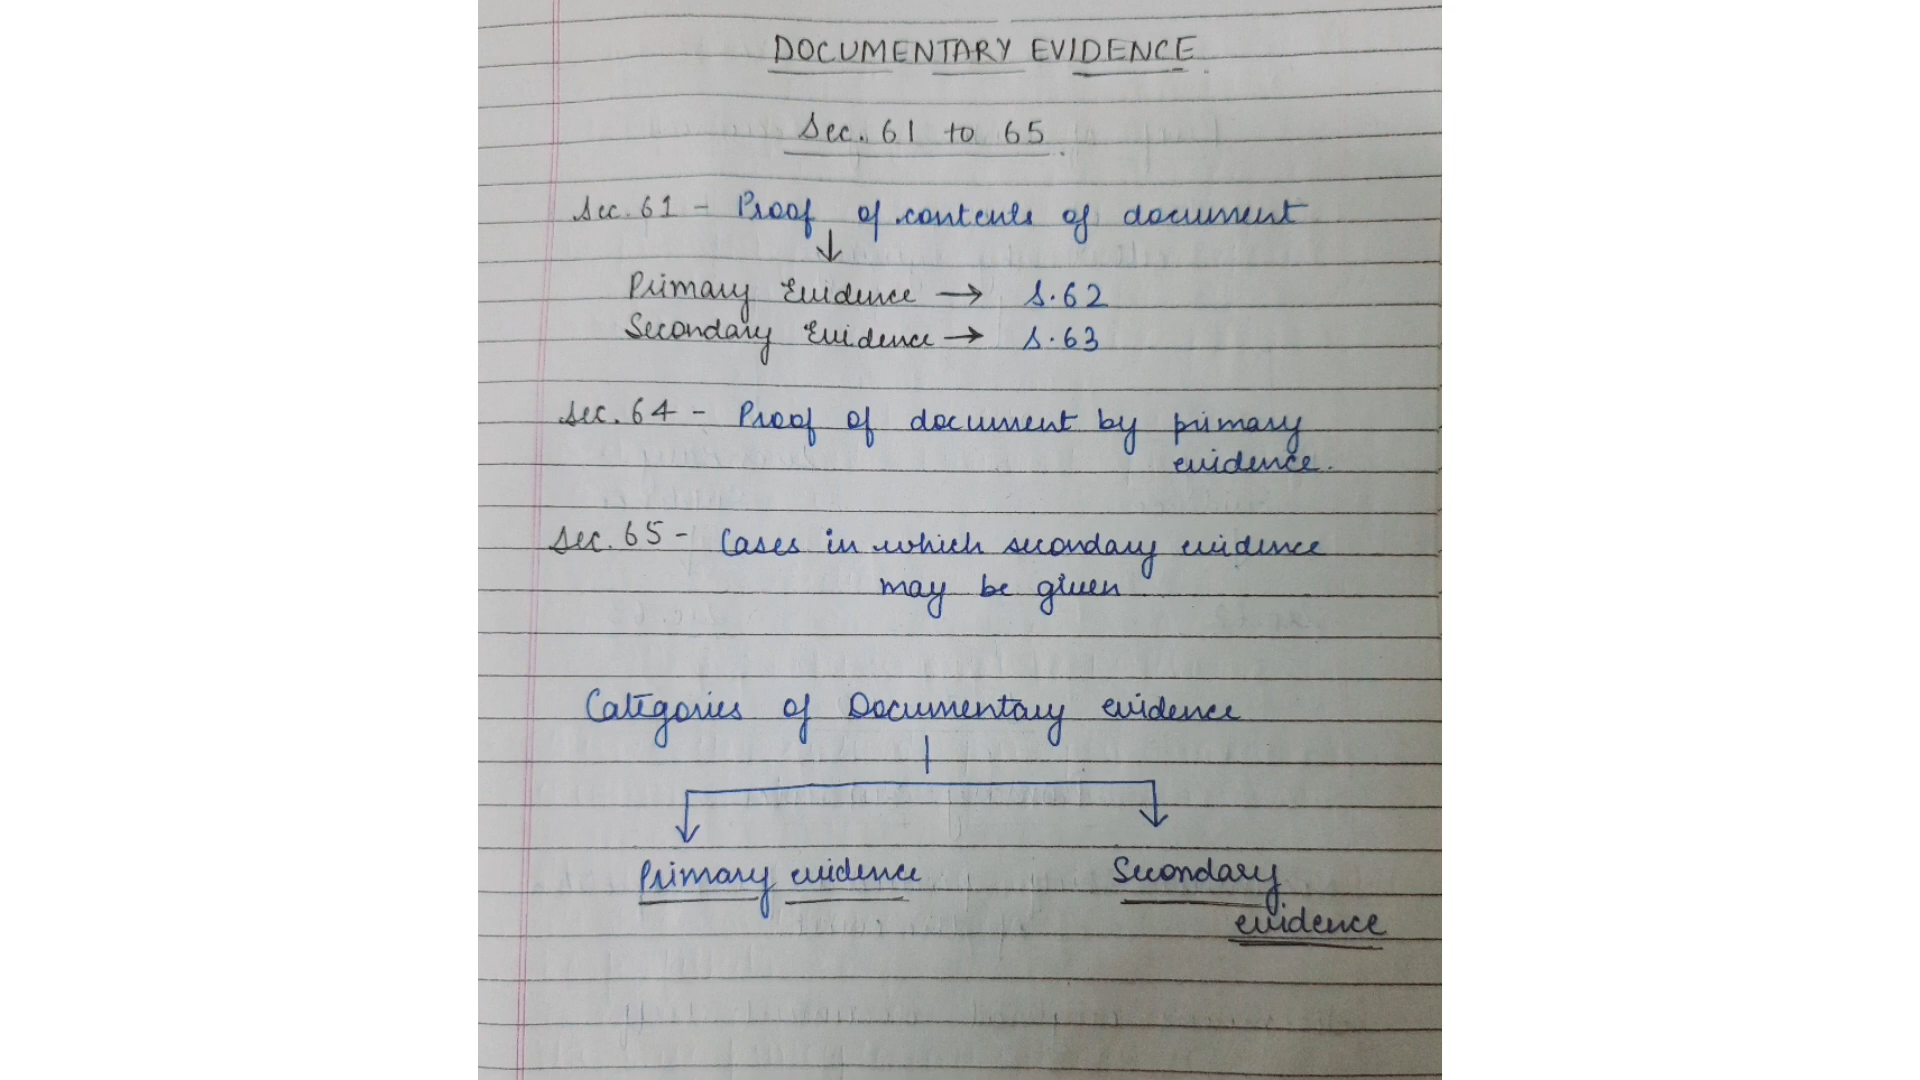 DOCUMENTARY EVIDENCE
Sec. 61 to 65
Sec. 61 - Proof of contents of document
↓
Primary Evidence → S.62
Secondary Evidence → S.63
Sec. 64 - Proof of document by primary
evidence.
Sec. 65 - Cases in which secondary evidence
may be given
Categories of Documentary evidence
Primary evidence
Secondary
evidence